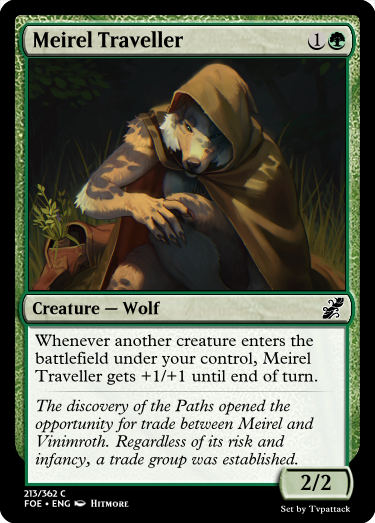 Meirel Traveller 1
Creature — Wolf
Whenever another creature enters the
battlefield under your control, Meirel
Traveller gets +1/+1 until end of turn.
The discovery of the Paths opened the
opportunity for trade between Meirel and
Vinimroth. Regardless of its risk and
infancy, a trade group was established.
2/2
213/362 C
FOE • ENG HITMORE
Set by Tvpattack